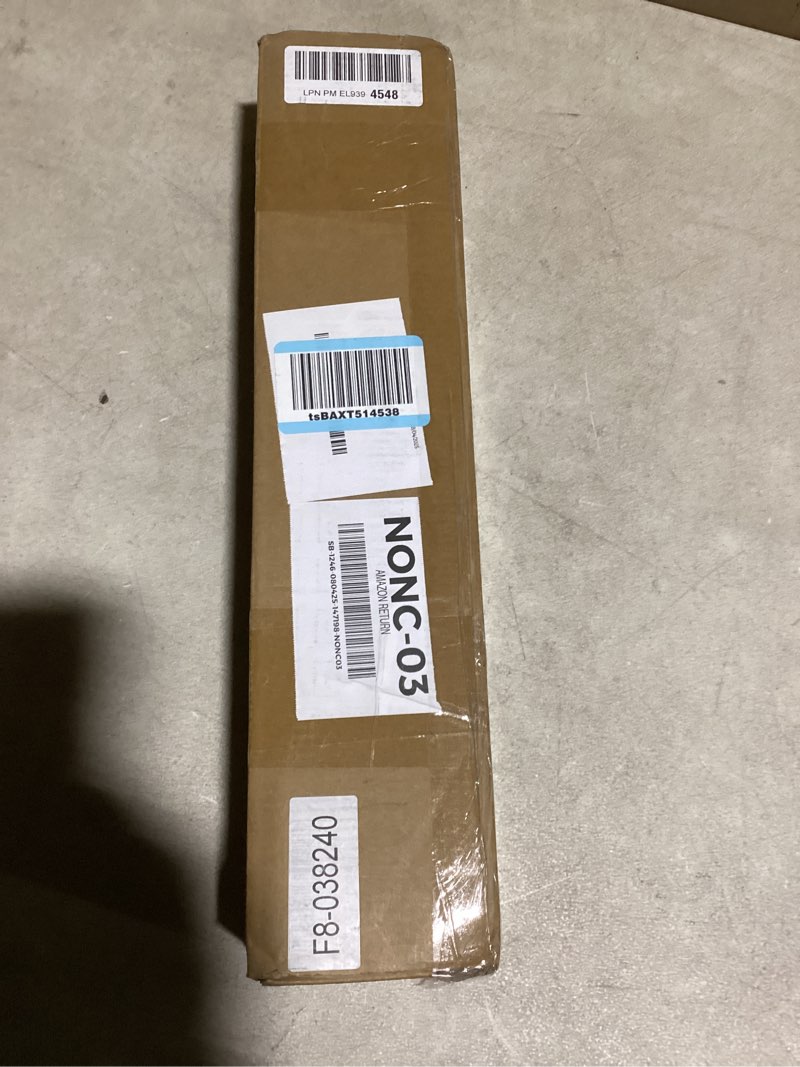 LPN PM EL939 4548
tsBAXT514538
NONC-03
AMAZON RETURN
SB-1246-080425-147198-NONC03
F8-038240